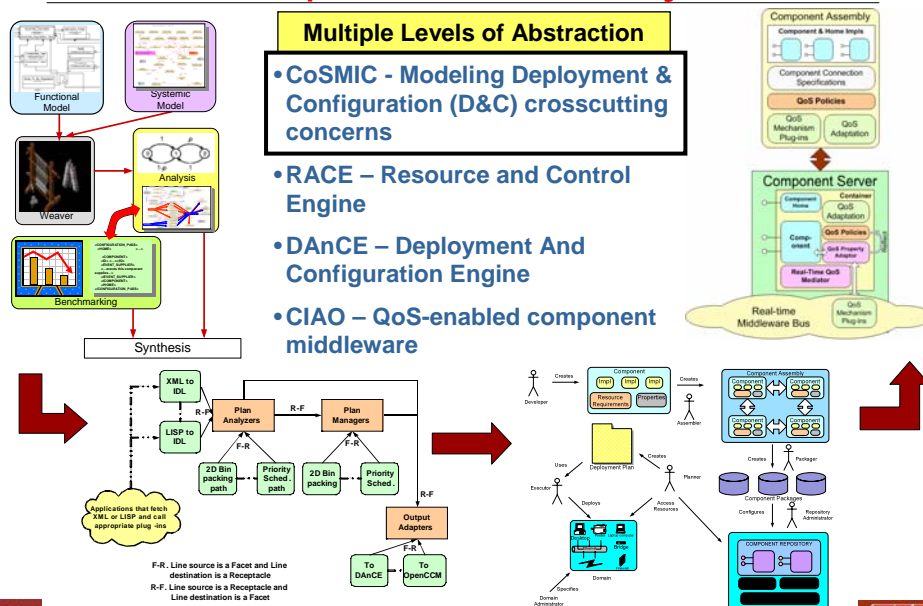 Multiple Levels of Abstraction
• CoSMIC - Modeling Deployment &
Configuration (D&C) crosscutting
concerns
• RACE – Resource and Control
Engine
• DAnCE – Deployment And
Configuration Engine
• CIAO – QoS-enabled component
middleware
Functional
Model
Systemic
Model
Weaver
Analysis
Benchmarking
Synthesis
Component Assembly
Component & Home Impls
Component Connection
Specifications
QoS Policies
QoS
Mechanism
Plug-ins
QoS
Adaptation
Component Server
Component
Home
Container
QoS
Adaptation
QoS Policies
Comp-
onent
QoS Property
Adaptor
Real-Time QoS
Mediator
Real-time
Middleware Bus
QoS
Mechanism
Plug-ins
XML to
IDL
R-F
LISP to
IDL
Plan
Analyzers
R-F
Plan
Managers
F-R
F-R
2D Bin
packing
path
Priority
Sched .
path
2D Bin
packing
Priority
Sched .
R-F
Applications that fetch
XML or LISP and call
appropriate plug -ins
Output
Adapters
F-R
To
DAnCE
To
OpenCCM
F-R . Line source is a Facet and Line
destination is a Receptacle
R-F. Line source is a Receptacle and
Line destination is a Facet
Developer
Creates
Component
Impl
Impl
Impl
Resource
Requirements
Properties
Creates
Assembler
Component Assembly
Component
Component
Component
Component
Deployment Plan
Creates
Planner
Uses
Executor
Deploys
Access
Resources
Creates
Packager
Component Packages
Configures
Repository
Administrator
Desktop
Bridge
Domain
Specifies
Domain
Administrator
COMPONENT REPOSITORY